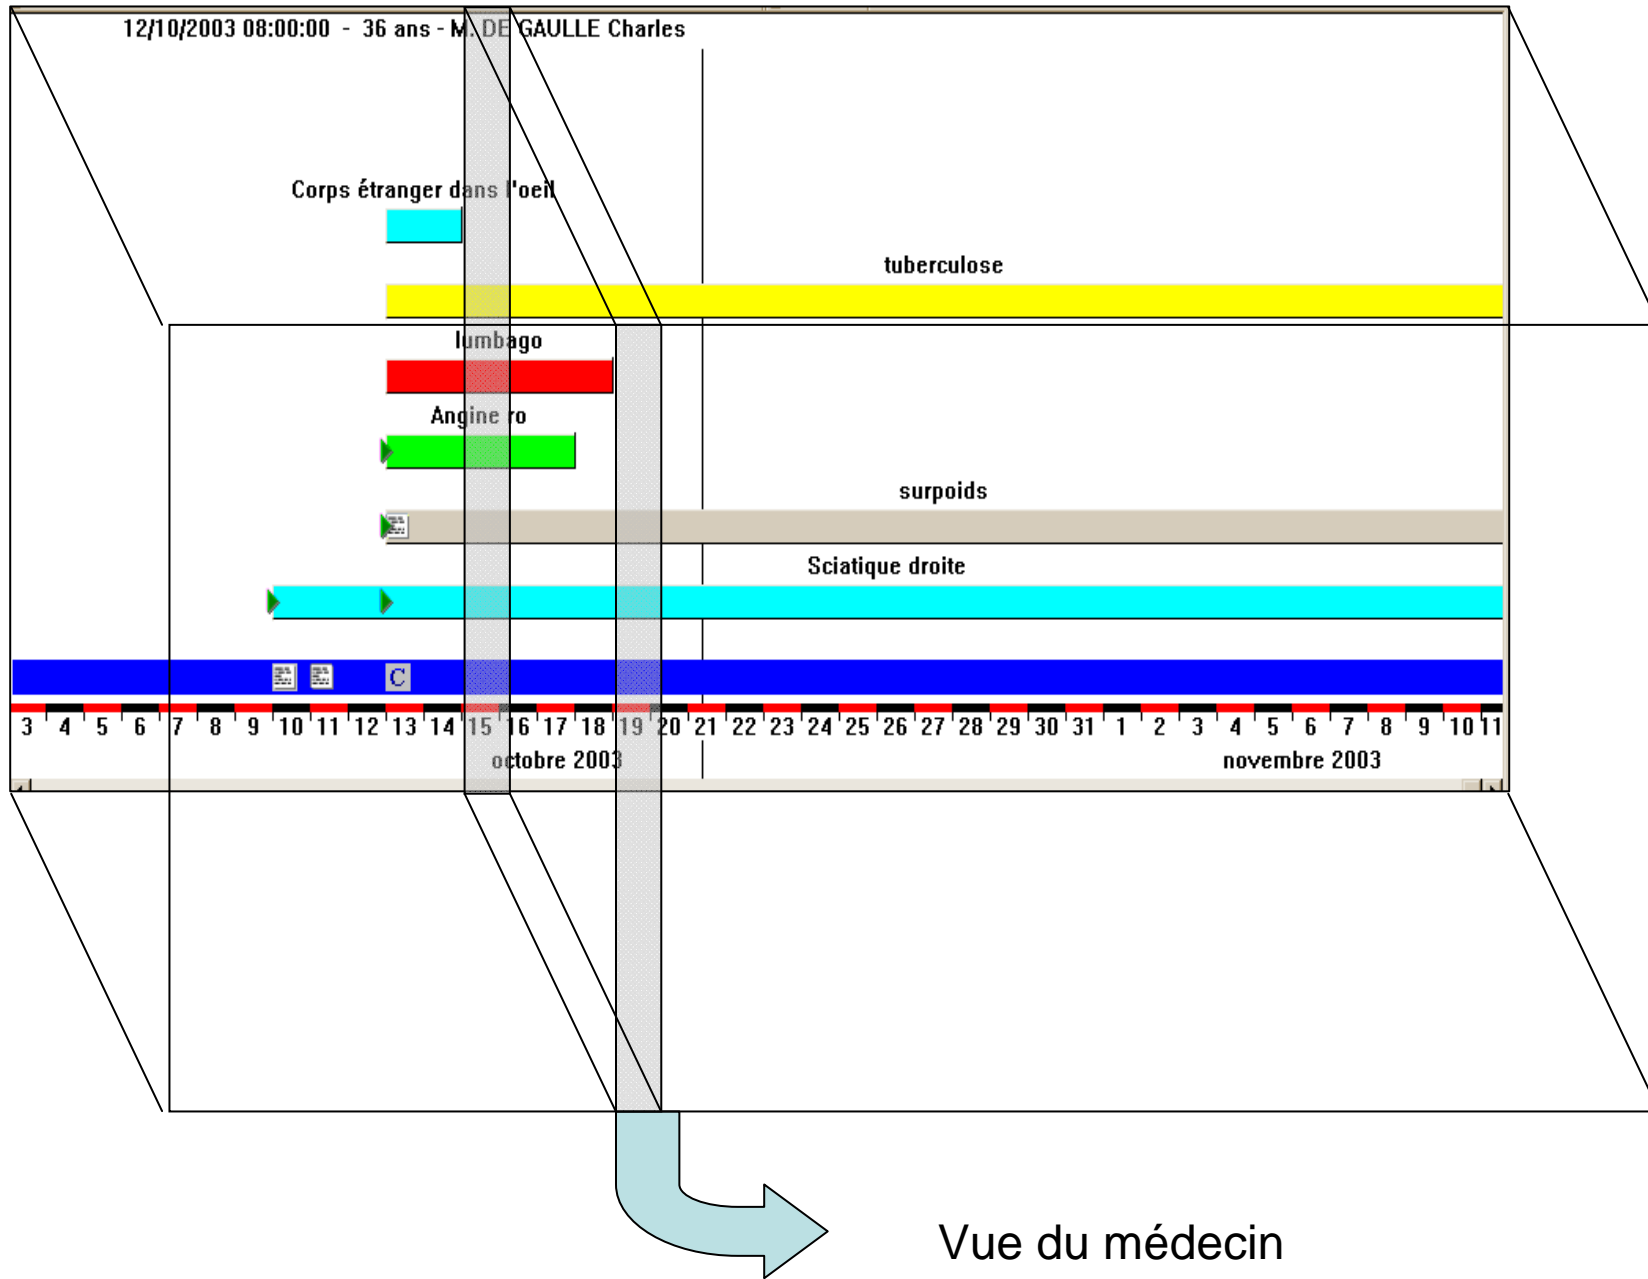 12/10/2003 08:00:00 - 36 ans - M. DE GAULLE Charles
Corps étranger dans l'oeil
tuberculose
lumbago
Angine ro
surpoids
Sciatique droite
C
3 4 5 6 7 8 9 10 11 12 13 14 15 16 17 18 19 20 21 22 23 24 25 26 27 28 29 30 31 1 2 3 4 5 6 7 8 9 10 11
octobre 2003 novembre 2003
Vue du médecin